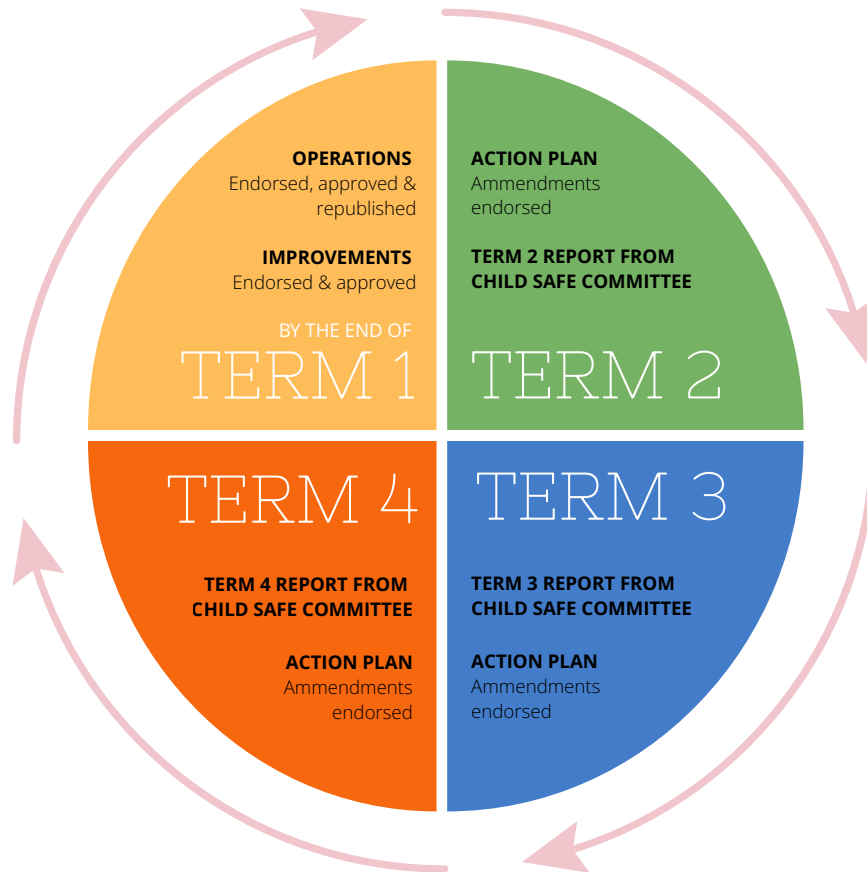 OPERATIONS
Endorsed, approved &
republished
IMPROVEMENTS
Endorsed & approved
BY THE END OF
TERM 1
ACTION PLAN
Ammendments
endorsed
TERM 2 REPORT FROM
CHILD SAFE COMMITTEE
TERM 2
TERM 3
TERM 3 REPORT FROM
CHILD SAFE COMMITTEE
ACTION PLAN
Ammendments
endorsed
TERM 4
TERM 4 REPORT FROM
CHILD SAFE COMMITTEE
ACTION PLAN
Ammendments
endorsed